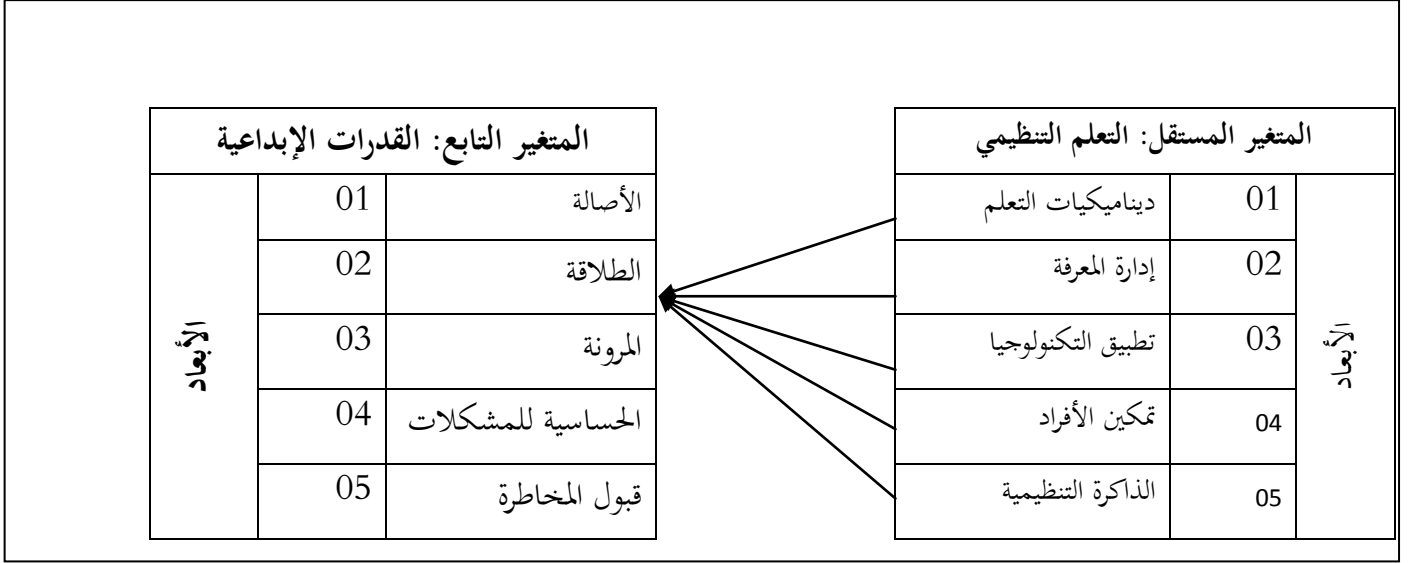 المتغير المستقل: التعلم التنظيمي
الأبعاد
01 ديناميكيات التعلم
02 إدارة المعرفة
03 تطبيق التكنولوجيا
04 تمكين الأفراد
05 الذاكرة التنظيمية
المتغير التابع: القدرات الإبداعية
الأصالة 01
الطلاقة 02
المرونة 03
الحساسية للمشكلات 04
قبول المخاطرة 05
الأبعاد